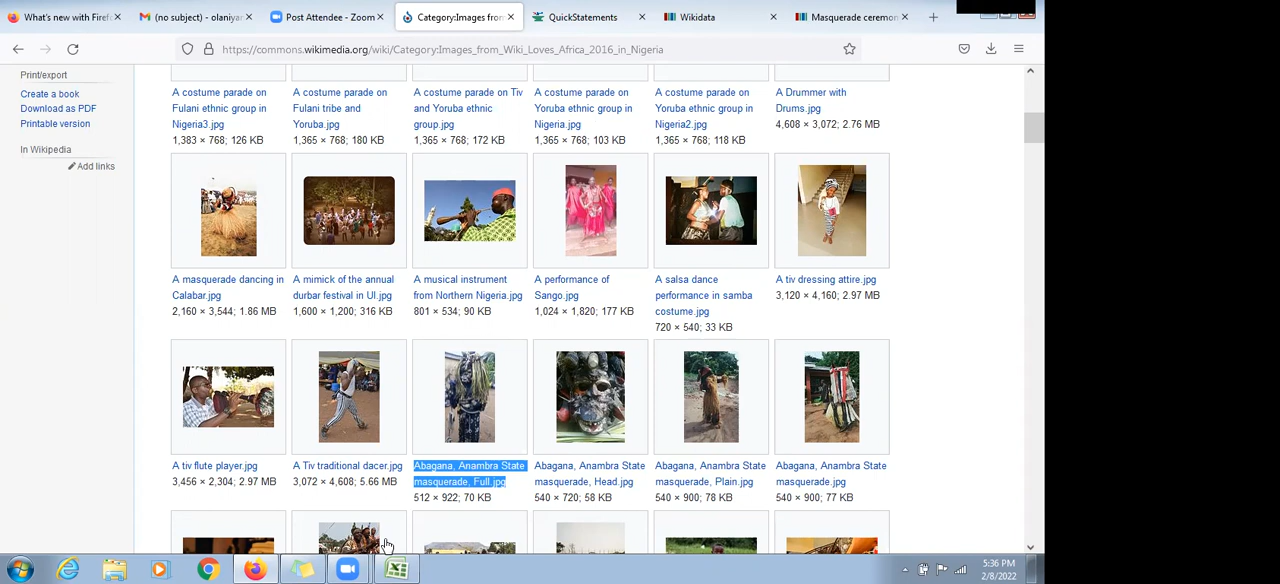 What's new with Firef
(no subject) - olaniyar
Post Attendee - Zoom
Category:Images from
QuickStatements
Wikidata
Masquerade ceremon
https://commons.wikimedia.org/wiki/Category:Images_from_Wiki_Loves_Africa_2016_in_Nigeria
Print/export
Create a book
Download as PDF
Printable version
In Wikipedia
Add links
A costume parade on
Fulani ethnic group in
Nigeria3.jpg
1,383 × 768; 126 KB
A costume parade on
Fulani tribe and
Yoruba.jpg
1,365 × 768; 180 KB
A costume parade on Tiv
and Yoruba ethnic
group.jpg
1,365 × 768; 172 KB
A costume parade on
Yoruba ethnic group in
Nigeria.jpg
1,365 × 768; 103 KB
A costume parade on
Yoruba ethnic group in
Nigeria2.jpg
1,365 × 768; 118 KB
A Drummer with
Drums.jpg
4,608 × 3,072; 2.76 MB
A masquerade dancing in
Calabar.jpg
2,160 × 3,544; 1.86 MB
A mimick of the annual
durbar festival in UI.jpg
1,600 × 1,200; 316 KB
A musical instrument
from Northern Nigeria.jpg
801 × 534; 90 KB
A performance of
Sango.jpg
1,024 × 1,820; 177 KB
A salsa dance
performance in samba
costume.jpg
720 × 540; 33 KB
A tiv dressing attire.jpg
3,120 × 4,160; 2.97 MB
A tiv flute player.jpg
3,456 × 2,304; 2.97 MB
A Tiv traditional dacer.jpg
3,072 × 4,608; 5.66 MB
Abagana, Anambra State
masquerade, Full.jpg
512 × 922; 70 KB
Abagana, Anambra State
masquerade, Head.jpg
540 × 720; 58 KB
Abagana, Anambra State
masquerade, Plain.jpg
540 × 900; 78 KB
Abagana, Anambra State
masquerade.jpg
540 × 900; 77 KB
5:36 PM
2/8/2022